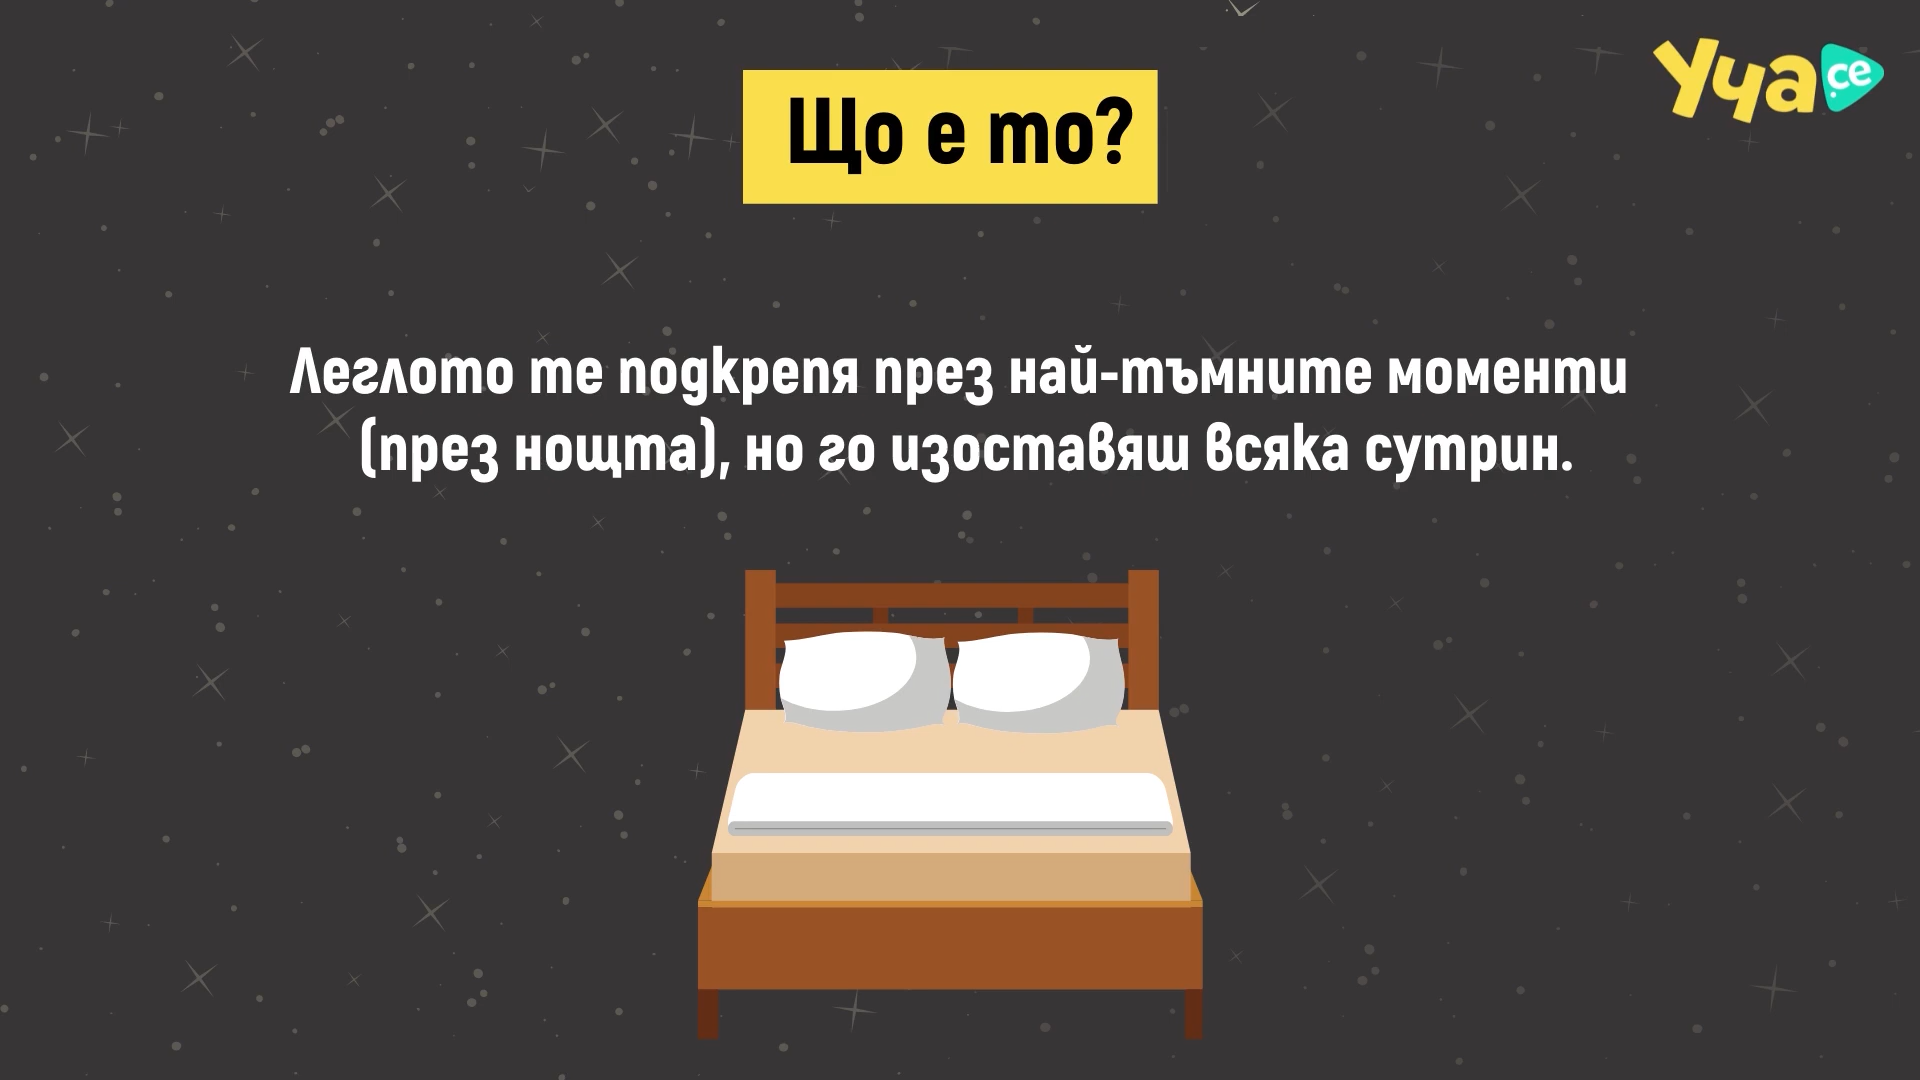 Уча.се
Що е то?
Леглото те подкрепя през най-тъмните моменти
(през нощта), но го изоставяш всяка сутрин.